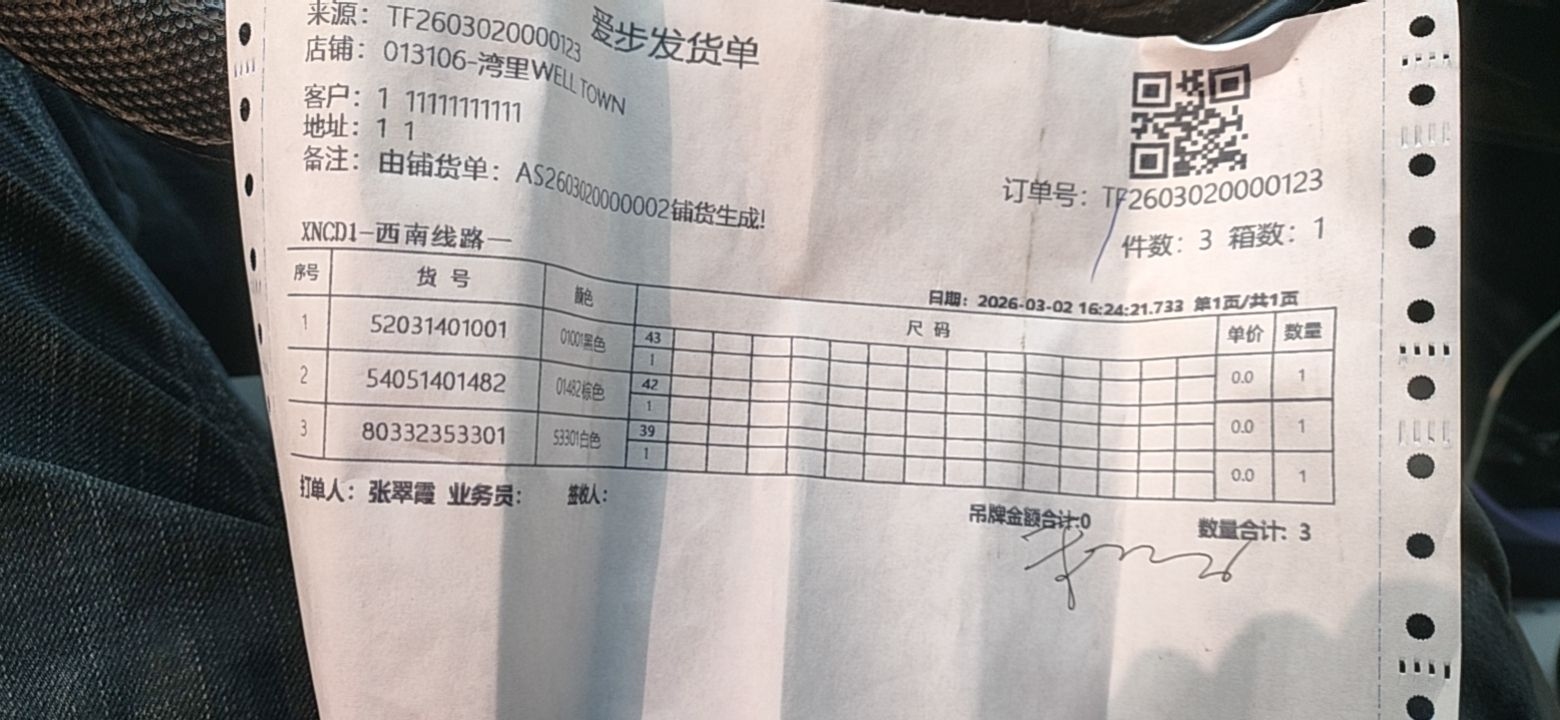 爱步发货单
来源：TF2603020000123
店铺：013106-湾里WELL TOWN
客户：1 11111111111
地址：1 1
备注：由铺货单：AS2603020000002铺货生成!
订单号：TF2603020000123
件数：3 箱数：1
XNCD1-西南线路一
日期：2026-03-02 16:24:21.733 第1页/共1页
序号 货号 颜色 尺码 单价 数量
1 52031401001 01001黑色 43 0.0 1
1
2 54051401482 01482棕色 42 0.0 1
1
3 80332353301 53301白色 39 0.0 1
1
打单人：张翠霞 业务员： 签收人：
吊牌金额合计:0 数量合计：3